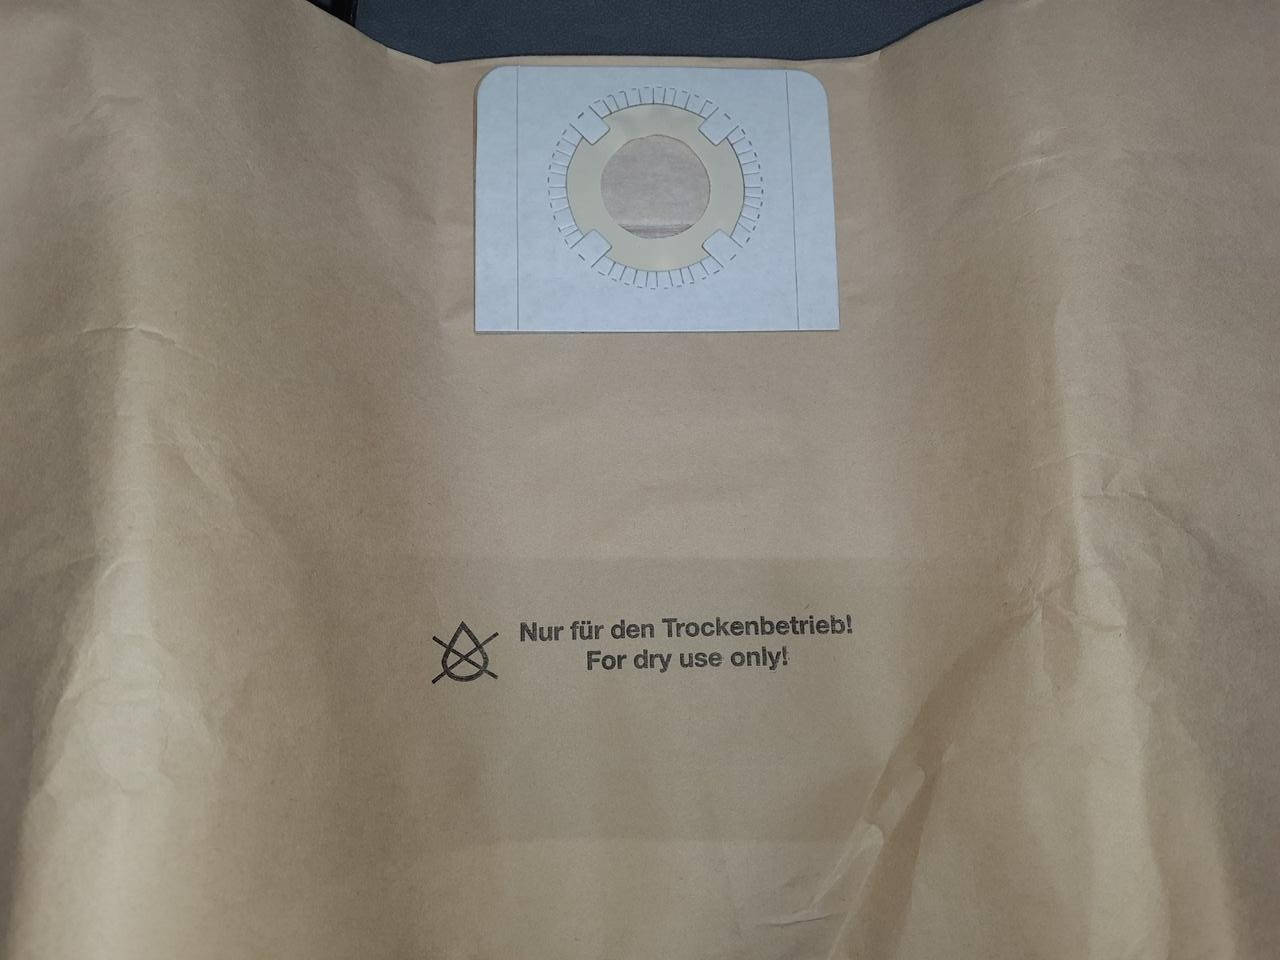 Nur für den Trockenbetrieb!
For dry use only!